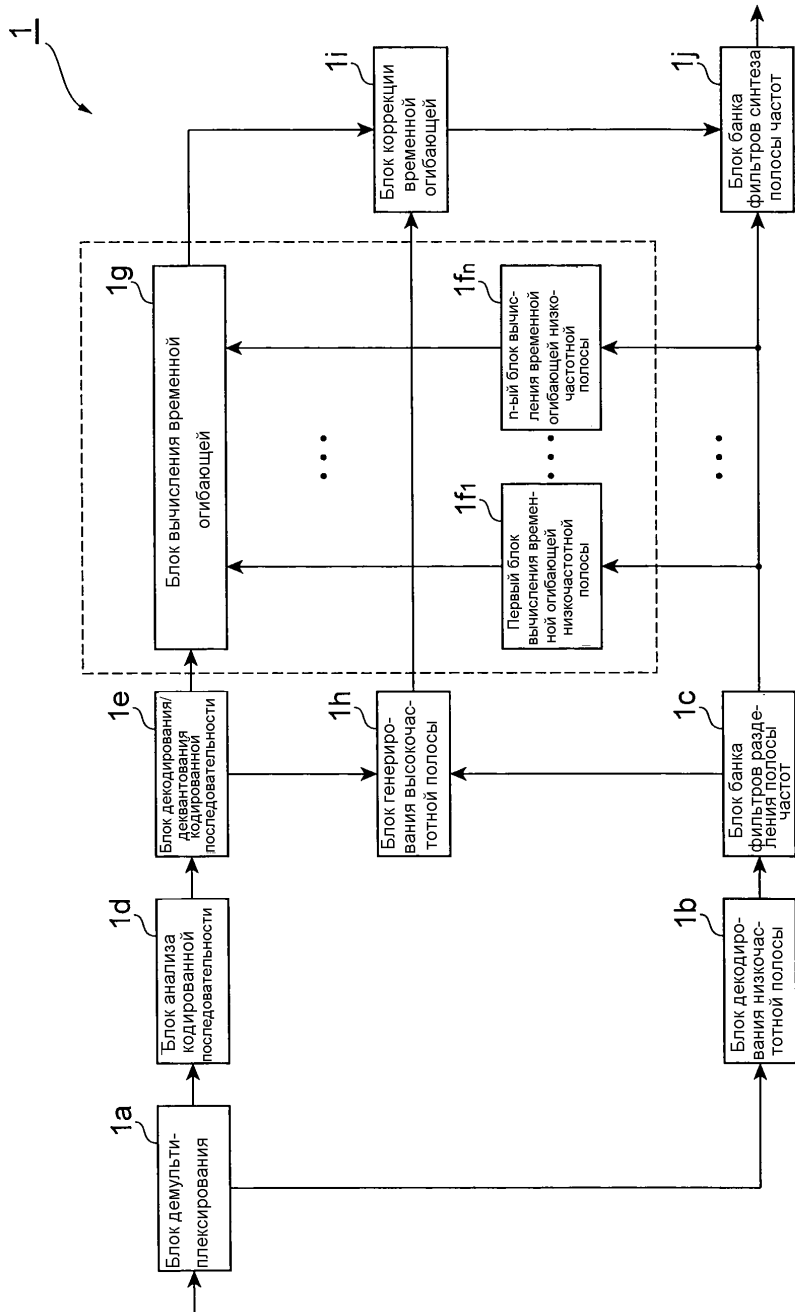 1
1a
Блок демульти-
плексирования
1d
Блок анализа
кодированной
последовательности
1e
Блок декодирования/
деквантования
кодированной
последовательности
1g
Блок вычисления временной
огибающей
1h
Блок генериро-
вания высокочас-
тотной полосы
1i
Блок коррекции
временной
огибающей
1f1
Первый блок
вычисления времен-
ной огибающей
низкочастотной
полосы
1fn
n-ый блок вычис-
ления временной
огибающей низко-
частотной
полосы
1b
Блок декодиро-
вания низкочас-
тотной полосы
1c
Блок банка
фильтров разде-
ления полосы
частот
1j
Блок банка
фильтров синтеза
полосы частот